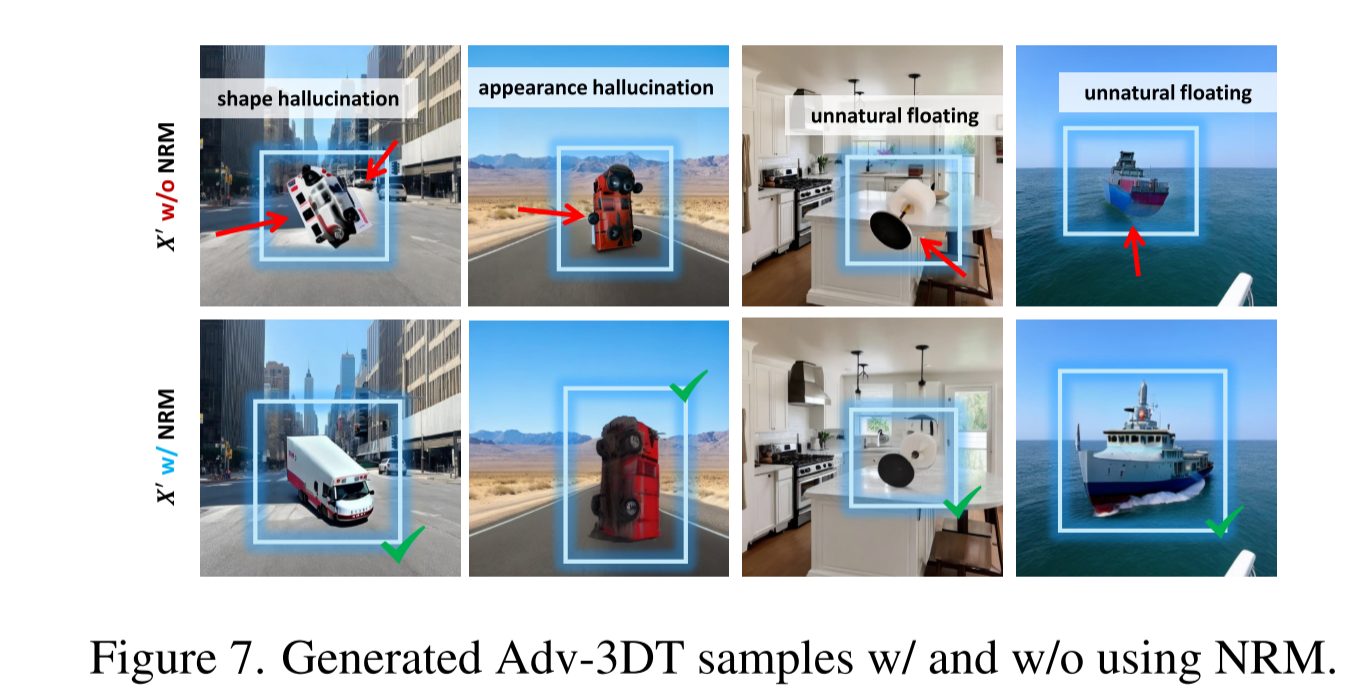 shape hallucination
appearance hallucination
unnatural floating
unnatural floating
X′ w/o NRM
X′ w/ NRM
Figure 7. Generated Adv-3DT samples w/ and w/o using NRM.